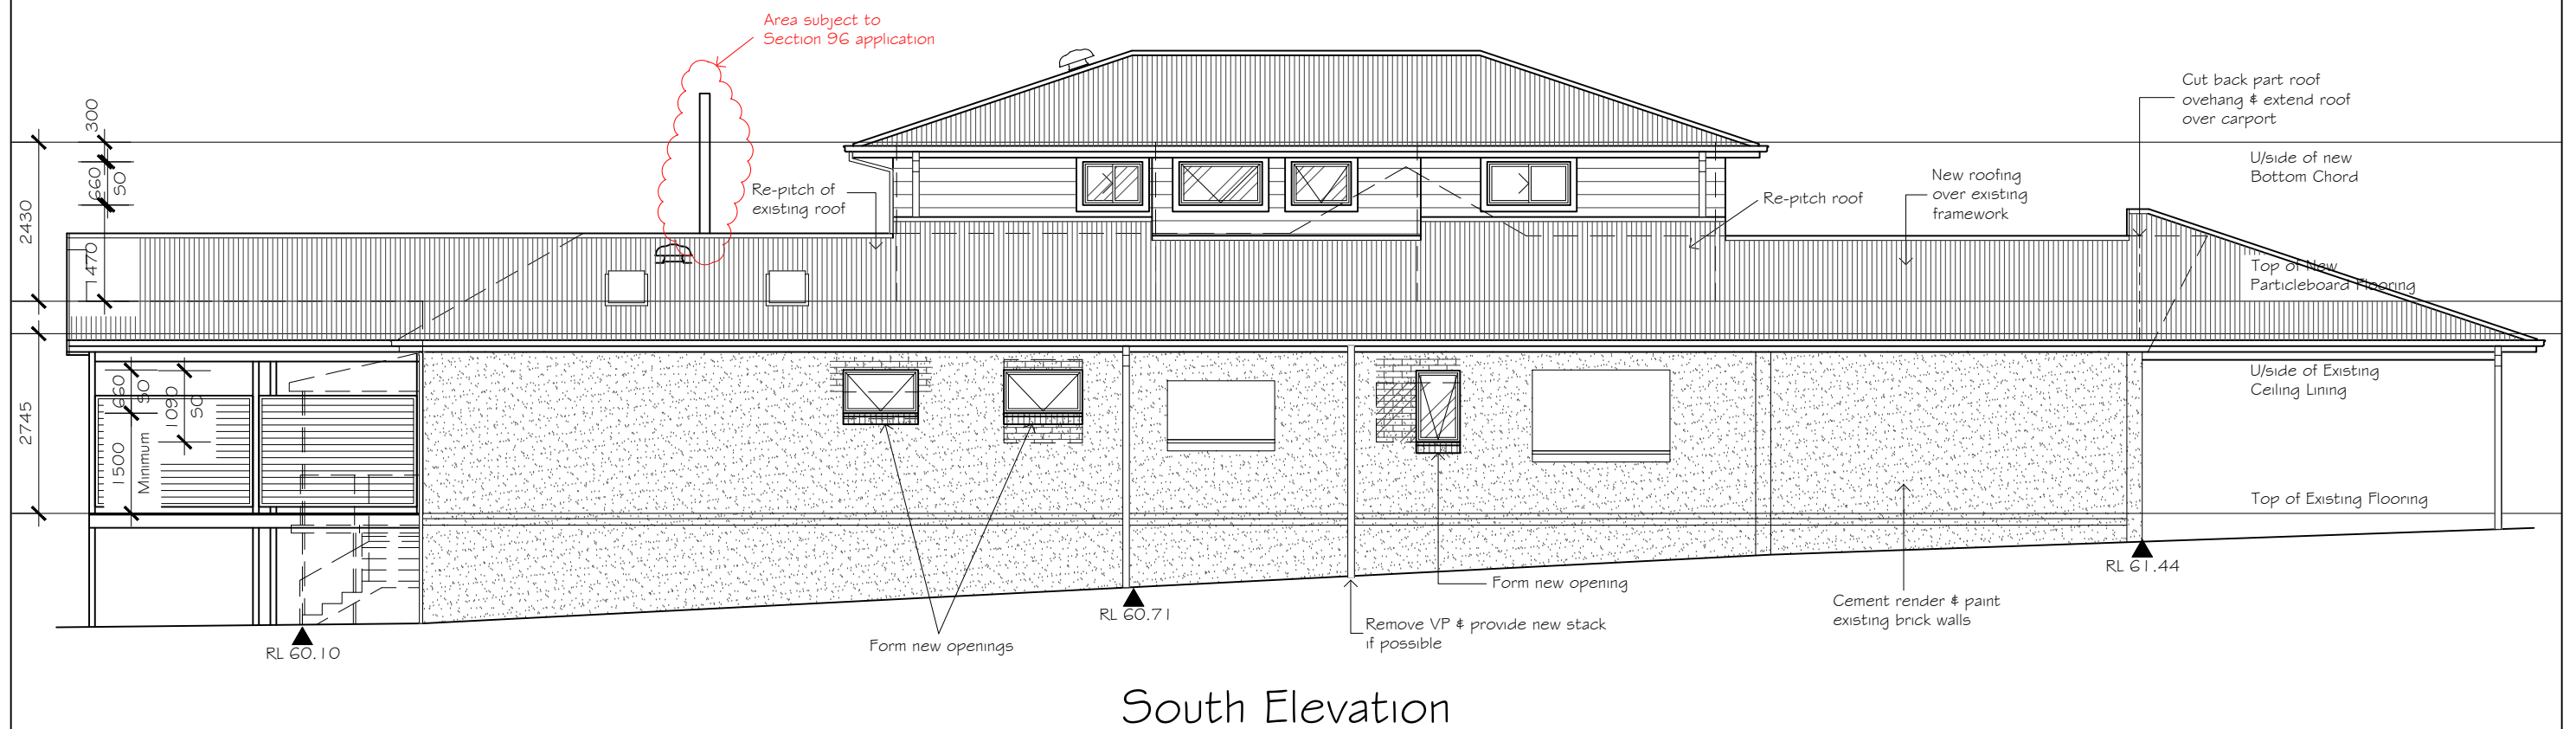 Area subject to
Section 96 application
Cut back part roof
ovehang & extend roof
over carport
300
660
SO
2430
1470
Re-pitch of
existing roof
Re-pitch roof
New roofing
over existing
framework
U/side of new
Bottom Chord
Top of New
Particleboard Flooring
2745
660
SO
1090
SO
1500
Minimum
U/side of Existing
Ceiling Lining
Top of Existing Flooring
RL 60.10
Form new openings
RL 60.71
Remove VP & provide new stack
if possible
Form new opening
Cement render & paint
existing brick walls
RL 61.44
South Elevation